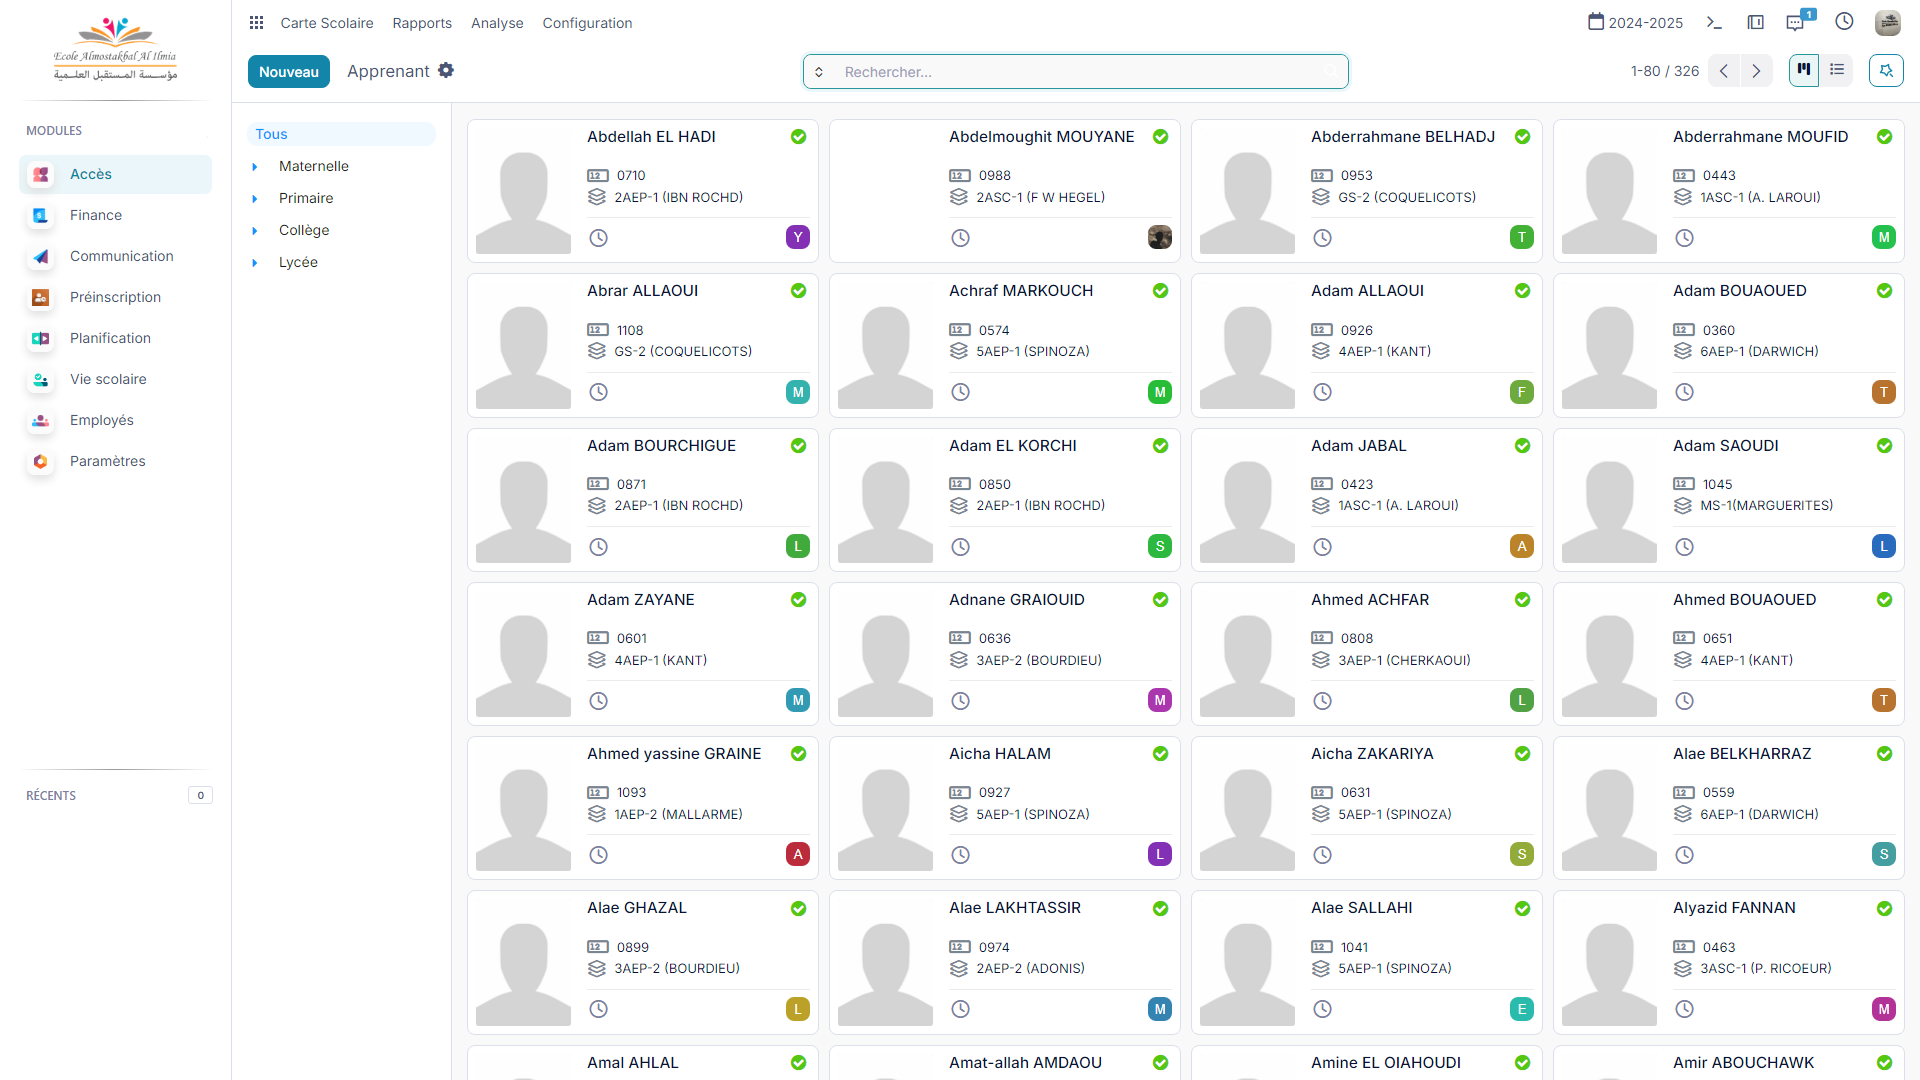 Ecole Almostakbal Al Ilmia
مؤسسة المستقبل العلمية
MODULES
Accès
Finance
Communication
Préinscription
Planification
Vie scolaire
Employés
Paramètres
RÉCENTS
0
Carte Scolaire
Rapports
Analyse
Configuration
2024-2025
1
Nouveau
Apprenant
Rechercher...
1-80 / 326
Tous
Maternelle
Primaire
Collège
Lycée
Abdellah EL HADI
12 0710
2AEP-1 (IBN ROCHD)
Y
Abdelmoughit MOUYANE
12 0988
2ASC-1 (F W HEGEL)
Abderrahmane BELHADJ
12 0953
GS-2 (COQUELICOTS)
T
Abderrahmane MOUFID
12 0443
1ASC-1 (A. LAROUI)
M
Abrar ALLAOUI
12 1108
GS-2 (COQUELICOTS)
M
Achraf MARKOUCH
12 0574
5AEP-1 (SPINOZA)
M
Adam ALLAOUI
12 0926
4AEP-1 (KANT)
F
Adam BOUAOUED
12 0360
6AEP-1 (DARWICH)
T
Adam BOURCHIGUE
12 0871
2AEP-1 (IBN ROCHD)
L
Adam EL KORCHI
12 0850
2AEP-1 (IBN ROCHD)
S
Adam JABAL
12 0423
1ASC-1 (A. LAROUI)
A
Adam SAOUDI
12 1045
MS-1(MARGUERITES)
L
Adam ZAYANE
12 0601
4AEP-1 (KANT)
M
Adnane GRAIOUID
12 0636
3AEP-2 (BOURDIEU)
M
Ahmed ACHFAR
12 0808
3AEP-1 (CHERKAOUI)
L
Ahmed BOUAOUED
12 0651
4AEP-1 (KANT)
T
Ahmed yassine GRAINE
12 1093
1AEP-2 (MALLARME)
A
Aicha HALAM
12 0927
5AEP-1 (SPINOZA)
L
Aicha ZAKARIYA
12 0631
5AEP-1 (SPINOZA)
S
Alae BELKHARRAZ
12 0559
6AEP-1 (DARWICH)
S
Alae GHAZAL
12 0899
3AEP-2 (BOURDIEU)
L
Alae LAKHTASSIR
12 0974
2AEP-2 (ADONIS)
M
Alae SALLAHI
12 1041
5AEP-1 (SPINOZA)
E
Alyazid FANNAN
12 0463
3ASC-1 (P. RICOEUR)
M
Amal AHLAL
Amat-allah AMDAOU
Amine EL OIAHOUDI
Amir ABOUCHAWK